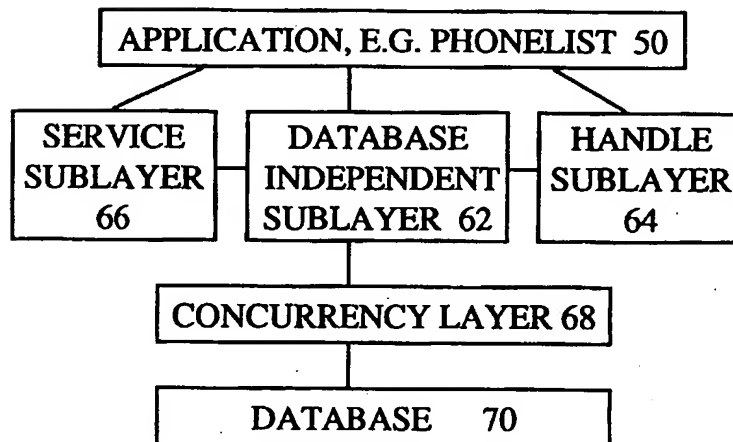 APPLICATION, E.G. PHONELIST 50
SERVICE
SUBLAYER
66
DATABASE
INDEPENDENT
SUBLAYER 62
HANDLE
SUBLAYER
64
CONCURRENCY LAYER 68
DATABASE 70